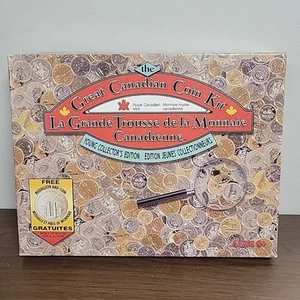 the
Great Canadian Coin Kit
Royal Canadian Mint
Monnaie royale canadienne
La Grande Trousse de la Monnaie
Canadienne
YOUNG COLLECTOR'S EDITION EDITION JEUNES COLLECTIONNEURS
FREE
GRATUITES